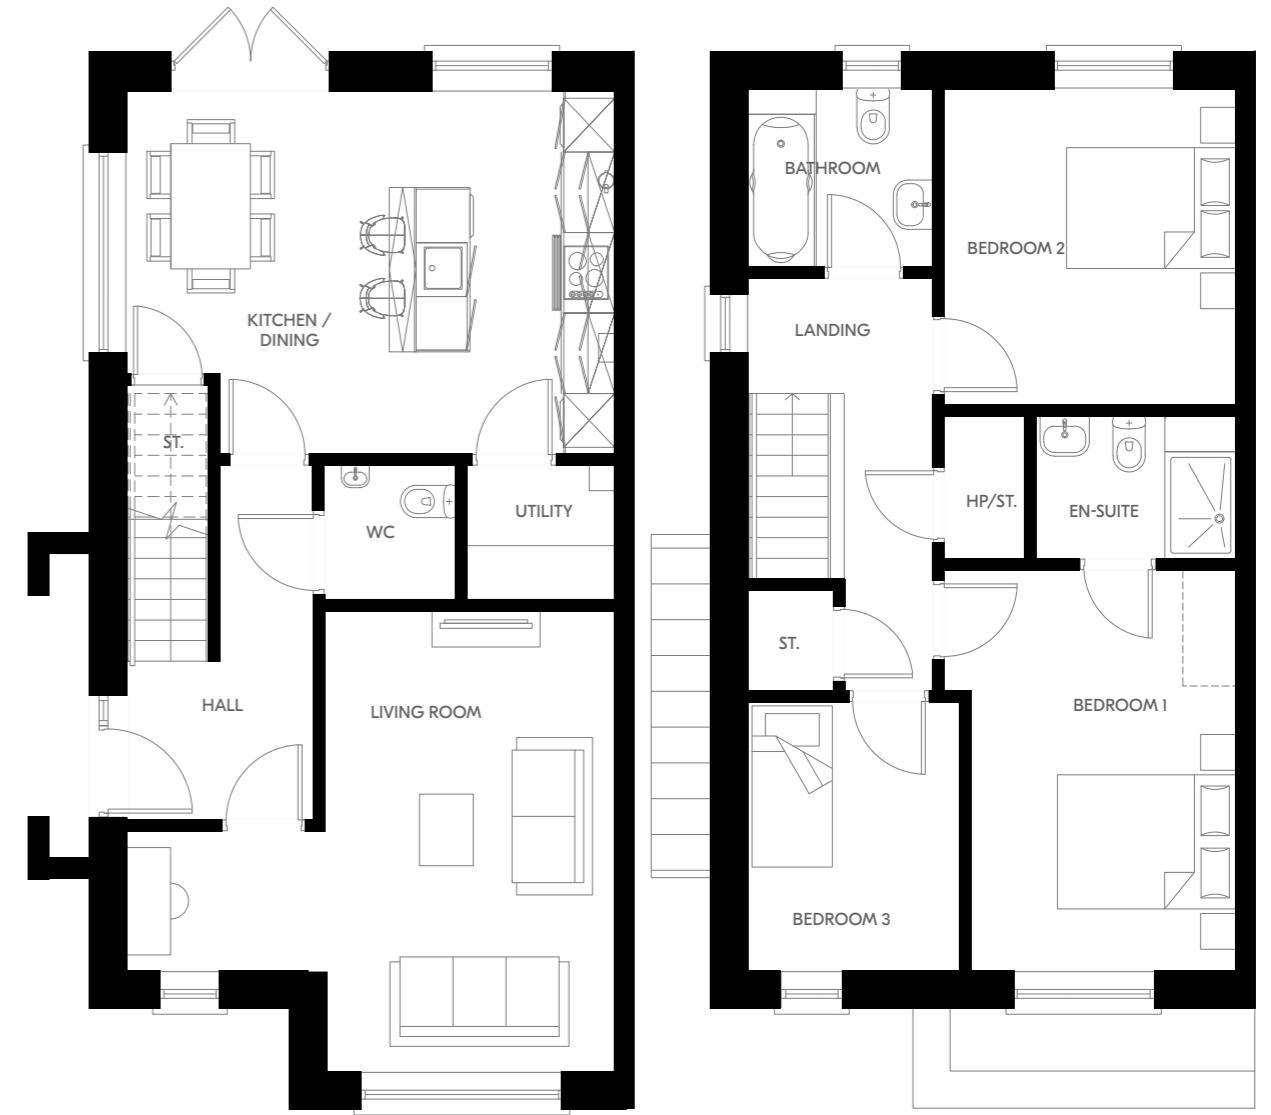 KITCHEN /
DINING
ST.
WC
UTILITY
HALL
LIVING ROOM
BATHROOM
BEDROOM 2
LANDING
HP/ST.
EN-SUITE
ST.
BEDROOM 1
BEDROOM 3